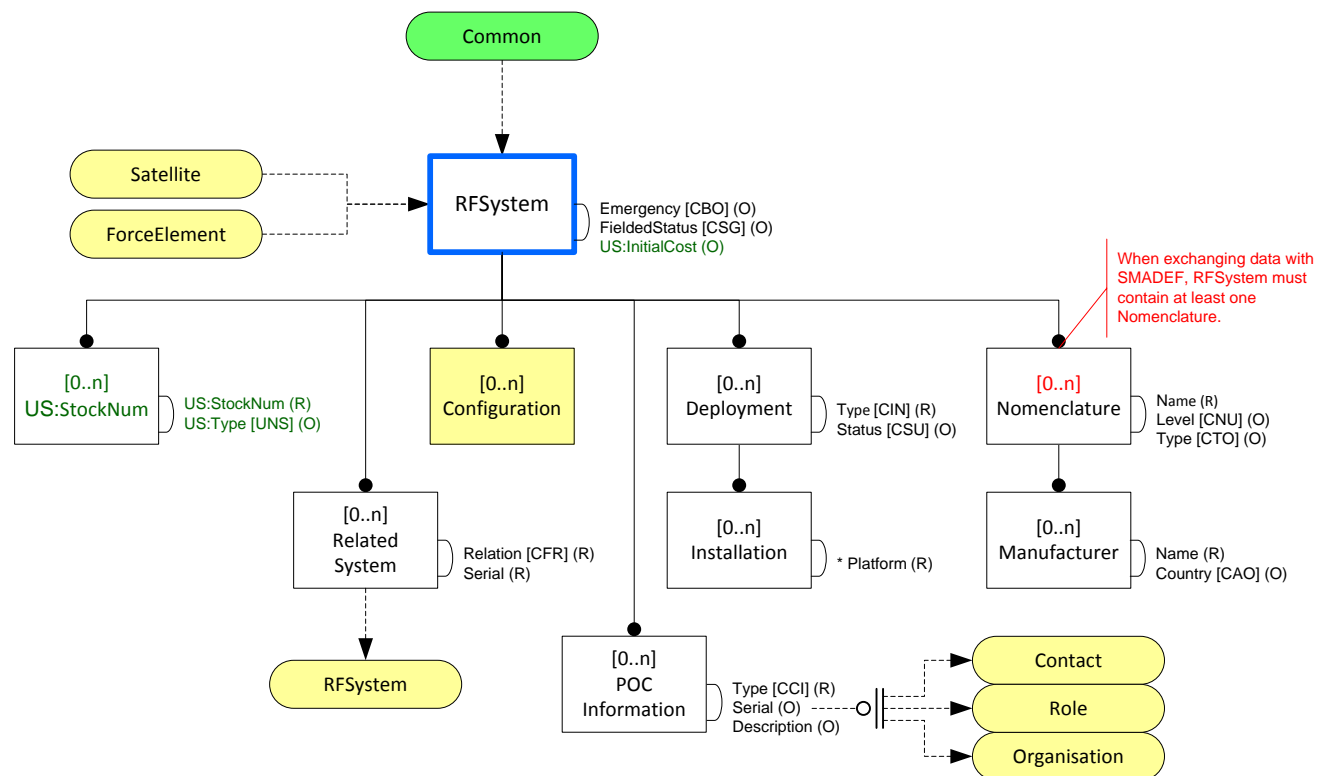 Common
Satellite
ForceElement
RFSystem
Emergency [CBO] (O)
FieldedStatus [CSG] (O)
US:InitialCost (O)
When exchanging data with
SMADEF, RFSystem must
contain at least one
Nomenclature.
[0..n]
US:StockNum
US:StockNum (R)
US:Type [UNS] (O)
[0..n]
Configuration
[0..n]
Deployment
Type [CIN] (R)
Status [CSU] (O)
[0..n]
Nomenclature
Name (R)
Level [CNU] (O)
Type [CTO] (O)
[0..n]
Related
System
Relation [CFR] (R)
Serial (R)
[0..n]
Installation
* Platform (R)
[0..n]
Manufacturer
Name (R)
Country [CAO] (O)
RFSystem
[0..n]
POC
Information
Type [CCI] (R)
Serial (O)
Description (O)
Contact
Role
Organisation